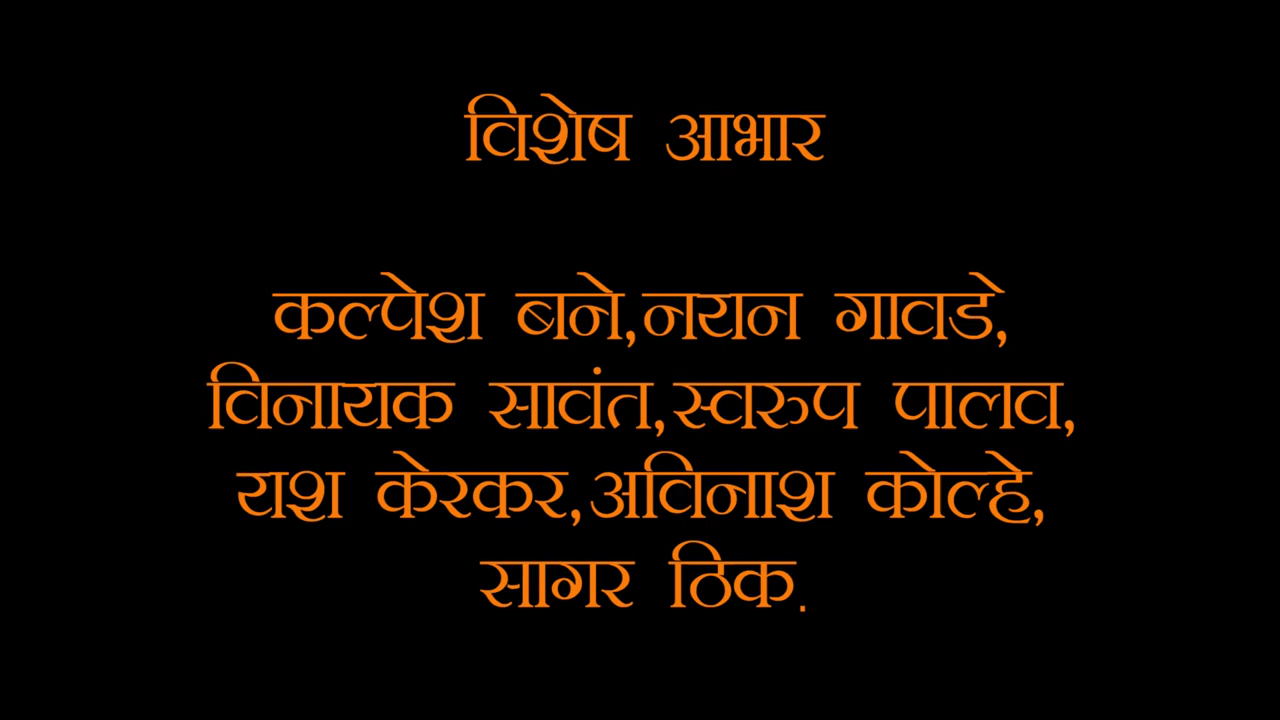 विशेष आभार
कल्पेश बने,नयन गावडे,
विनायक सावंत,स्वरुप पालव,
यश केरकर,अविनाश कोल्हे,
सागर ठिक.